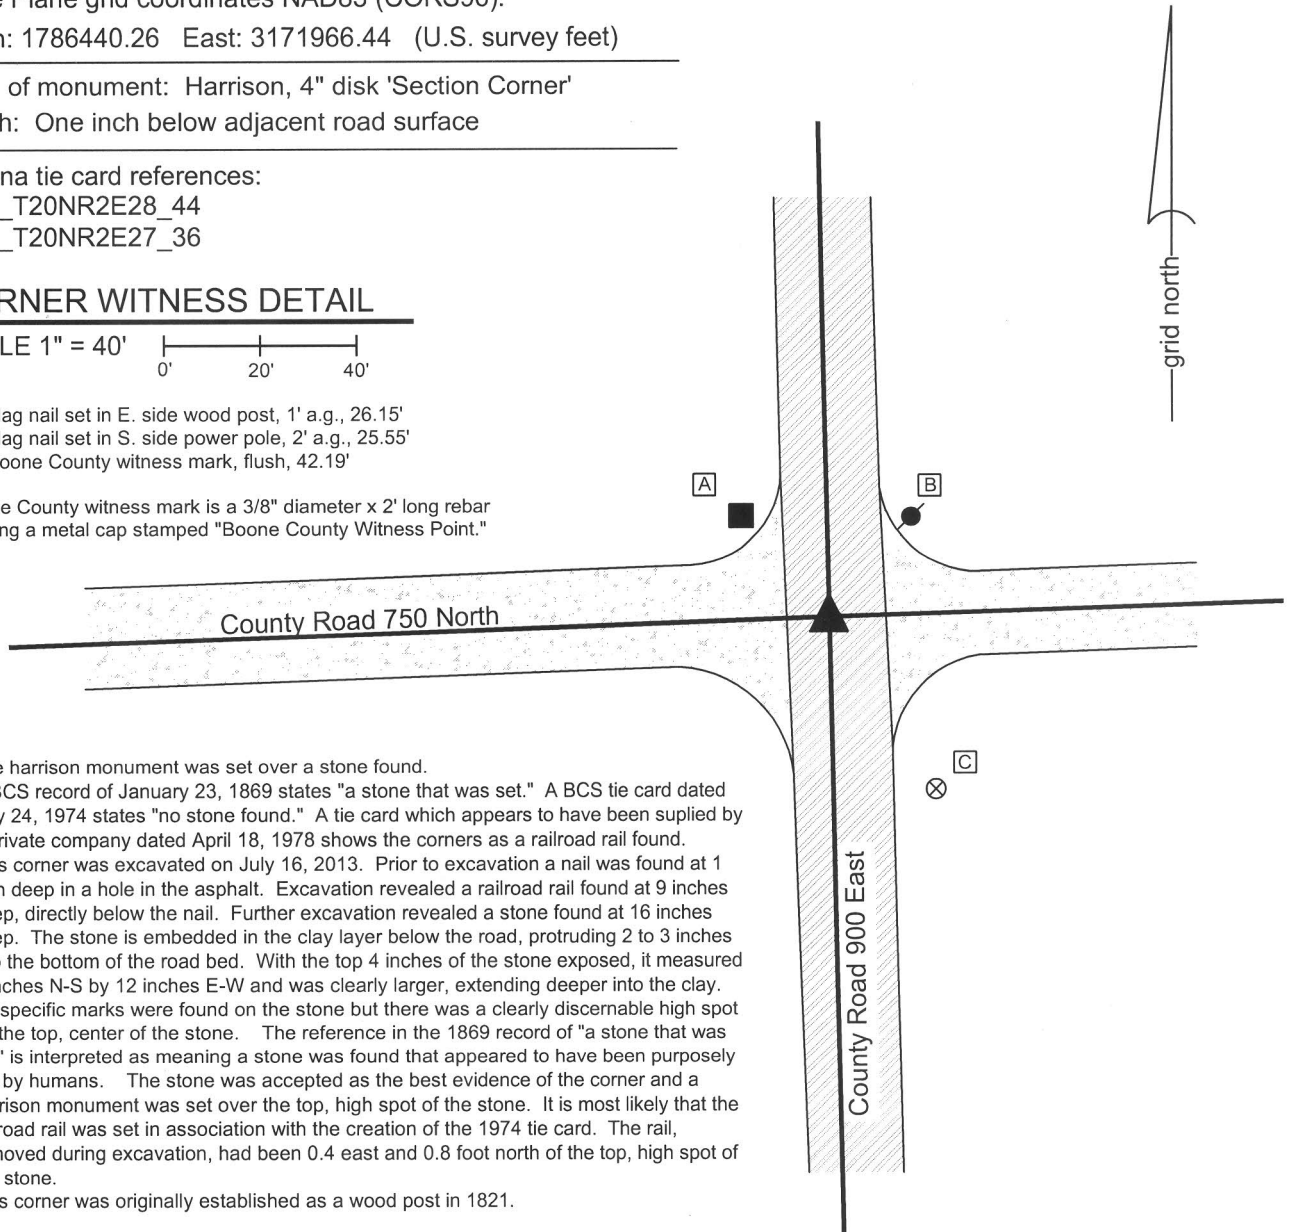 Plane grid coordinates NAD83 (CORS96):
: 1786440.26 East: 3171966.44 (U.S. survey feet)
of monument: Harrison, 4" disk 'Section Corner'
h: One inch below adjacent road surface
na tie card references:
_T20NR2E28_44
_T20NR2E27_36
RNER WITNESS DETAIL
LE 1" = 40'
0' 20' 40'
ag nail set in E. side wood post, 1' a.g., 26.15'
ag nail set in S. side power pole, 2' a.g., 25.55'
oone County witness mark, flush, 42.19'
e County witness mark is a 3/8" diameter x 2' long rebar
ng a metal cap stamped "Boone County Witness Point."
grid north
A
B
County Road 750 North
C
County Road 900 East
e harrison monument was set over a stone found.
BCS record of January 23, 1869 states "a stone that was set." A BCS tie card dated
y 24, 1974 states "no stone found." A tie card which appears to have been suplied by
rivate company dated April 18, 1978 shows the corners as a railroad rail found.
s corner was excavated on July 16, 2013. Prior to excavation a nail was found at 1
h deep in a hole in the asphalt. Excavation revealed a railroad rail found at 9 inches
ep, directly below the nail. Further excavation revealed a stone found at 16 inches
ep. The stone is embedded in the clay layer below the road, protruding 2 to 3 inches
o the bottom of the road bed. With the top 4 inches of the stone exposed, it measured
nches N-S by 12 inches E-W and was clearly larger, extending deeper into the clay.
specific marks were found on the stone but there was a clearly discernable high spot
the top, center of the stone. The reference in the 1869 record of "a stone that was
" is interpreted as meaning a stone was found that appeared to have been purposely
by humans. The stone was accepted as the best evidence of the corner and a
rison monument was set over the top, high spot of the stone. It is most likely that the
road rail was set in association with the creation of the 1974 tie card. The rail,
noved during excavation, had been 0.4 east and 0.8 foot north of the top, high spot of
stone.
s corner was originally established as a wood post in 1821.